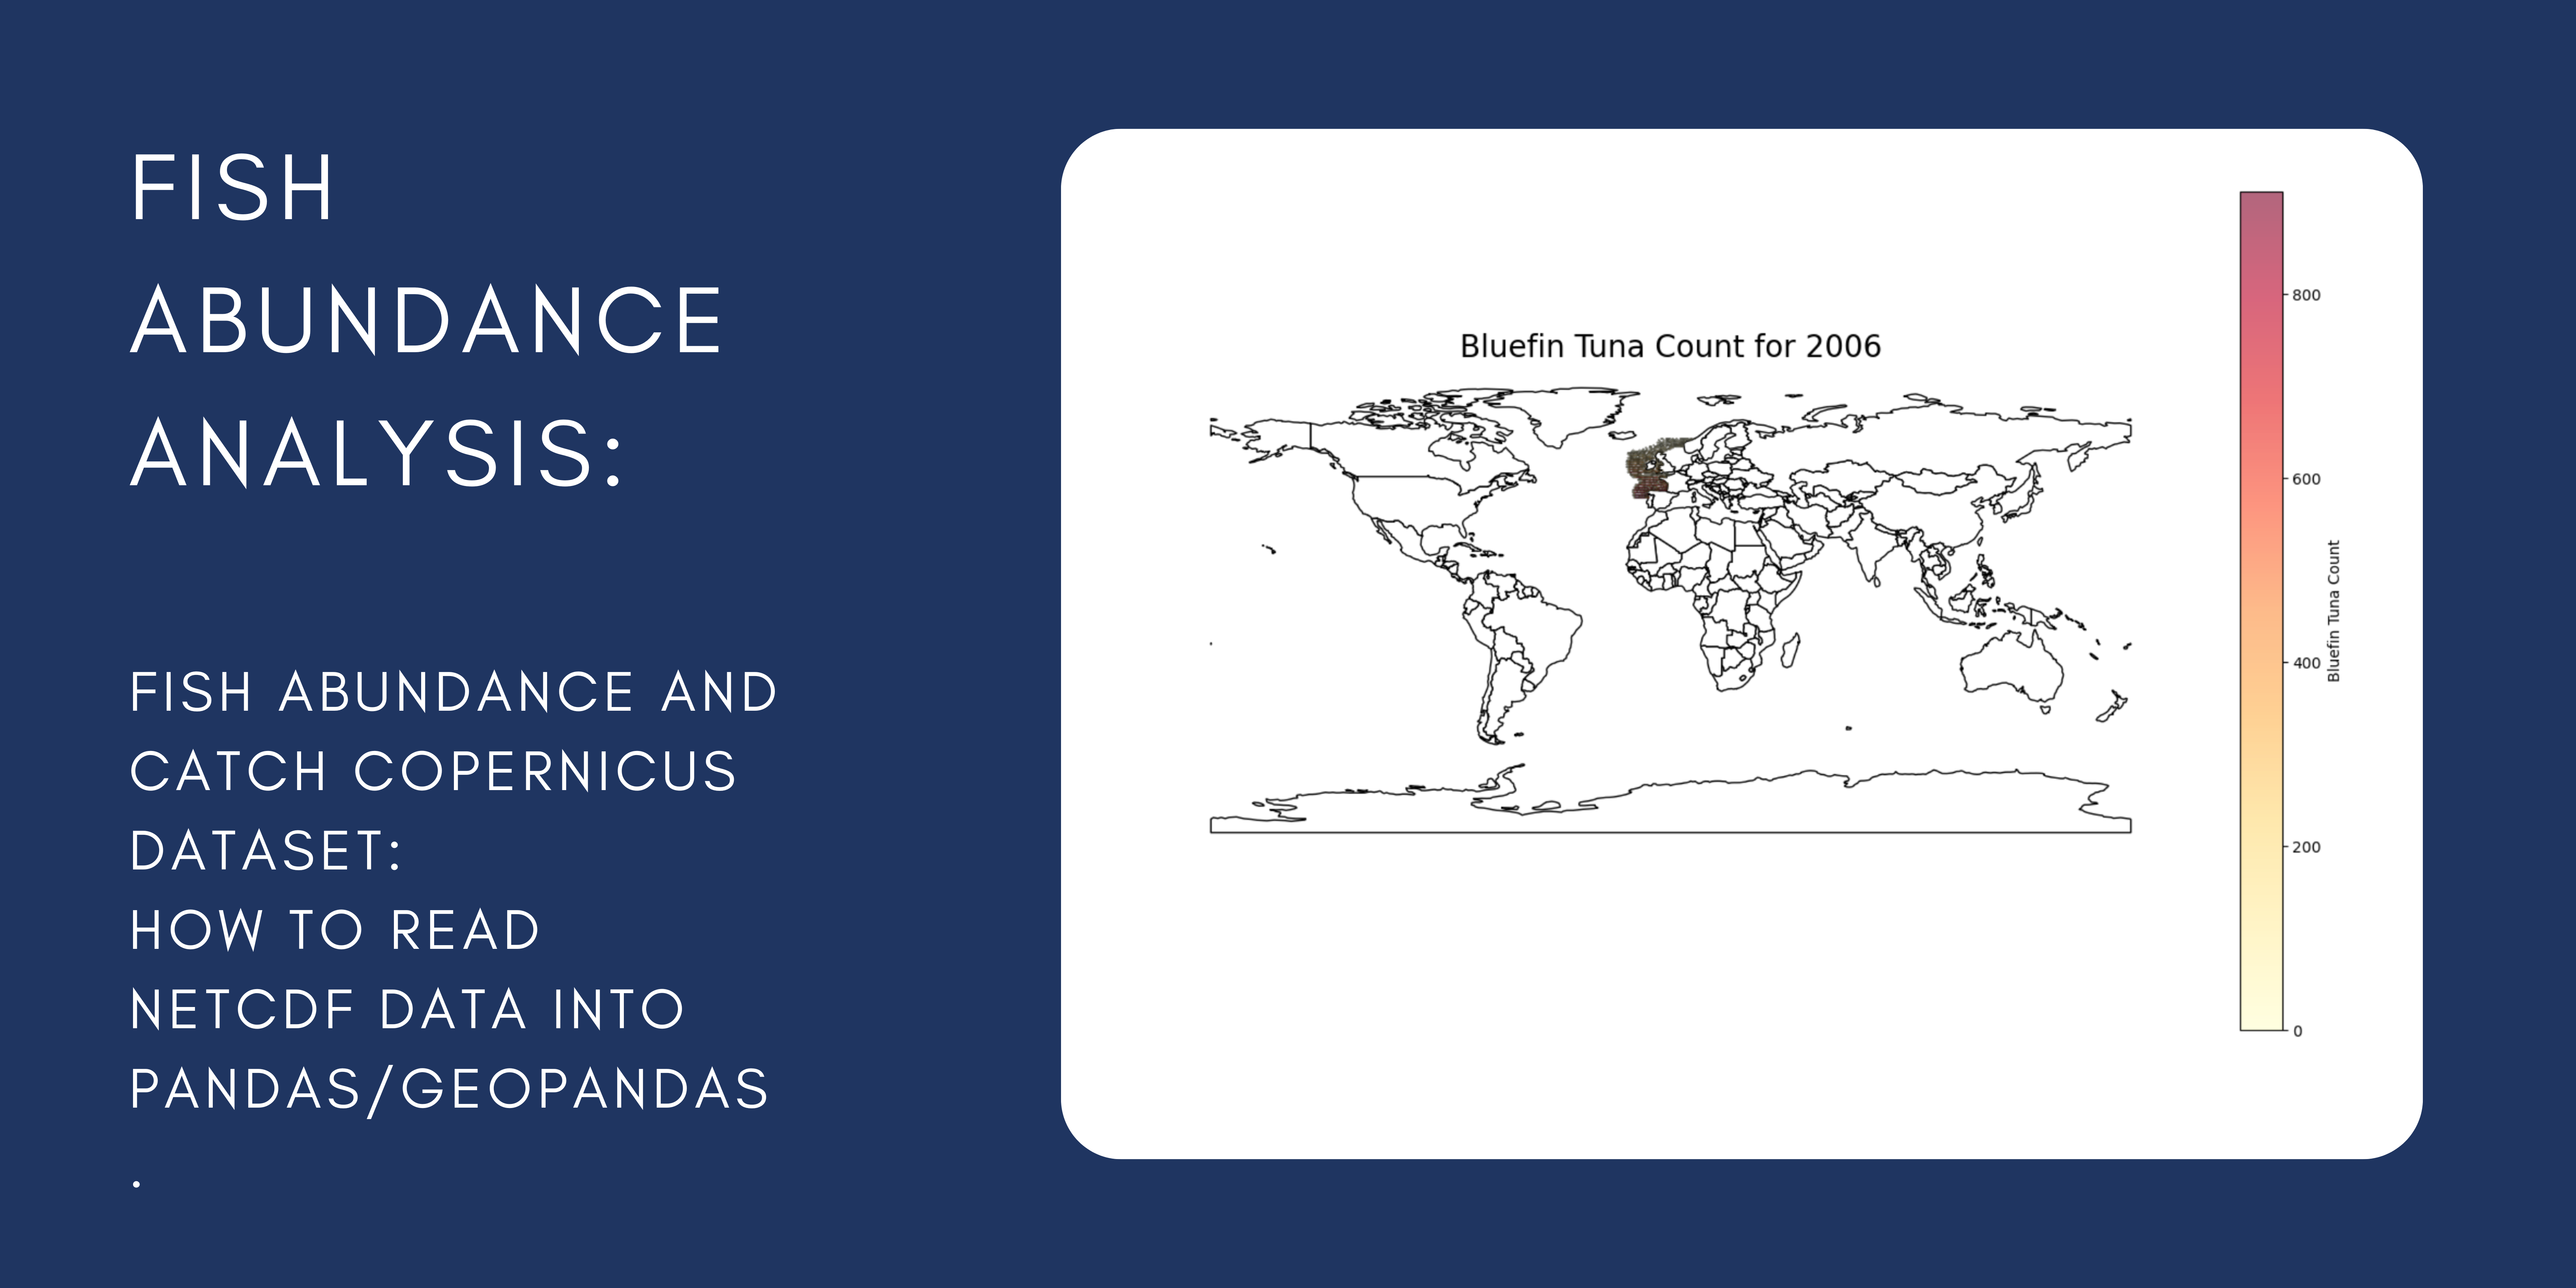 FISH
ABUNDANCE
ANALYSIS:
FISH ABUNDANCE AND
CATCH COPERNICUS
DATASET:
HOW TO READ
NETCDF DATA INTO
PANDAS/GEOPANDAS
.
Bluefin Tuna Count for 2006
800
600
400
200
0
Bluefin Tuna Count